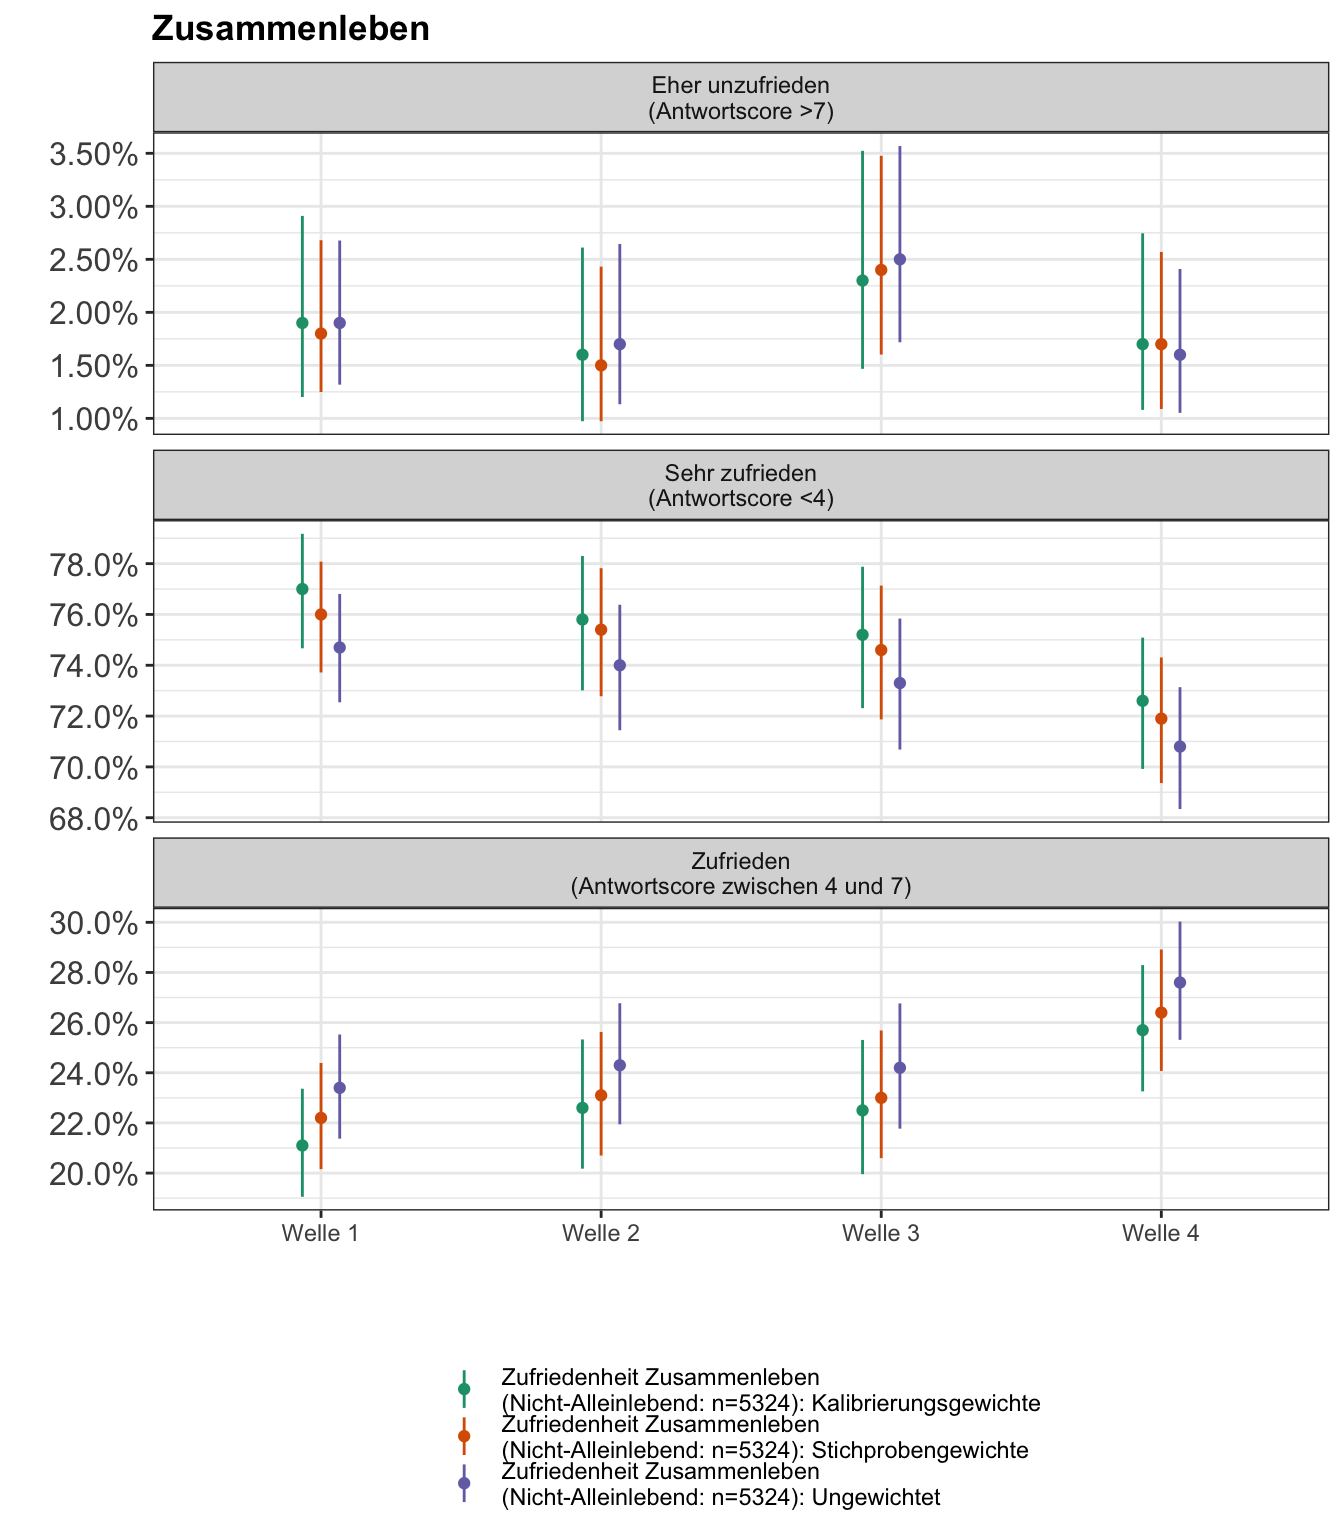 Zusammenleben
Eher unzufrieden
(Antwortscore >7)
3.50%
3.00%
2.50%
2.00%
1.50%
1.00%
Sehr zufrieden
(Antwortscore <4)
78.0%
76.0%
74.0%
72.0%
70.0%
68.0%
Zufrieden
(Antwortscore zwischen 4 und 7)
30.0%
28.0%
26.0%
24.0%
22.0%
20.0%
Welle 1 Welle 2 Welle 3 Welle 4
Zufriedenheit Zusammenleben
(Nicht-Alleinlebend: n=5324): Kalibrierungsgewichte
Zufriedenheit Zusammenleben
(Nicht-Alleinlebend: n=5324): Stichprobengewichte
Zufriedenheit Zusammenleben
(Nicht-Alleinlebend: n=5324): Ungewichtet